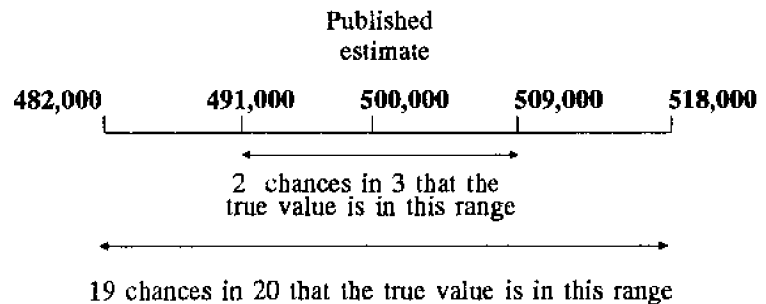 Published
estimate
482,000 491,000 500,000 509,000 518,000
2 chances in 3 that the
true value is in this range
19 chances in 20 that the true value is in this range